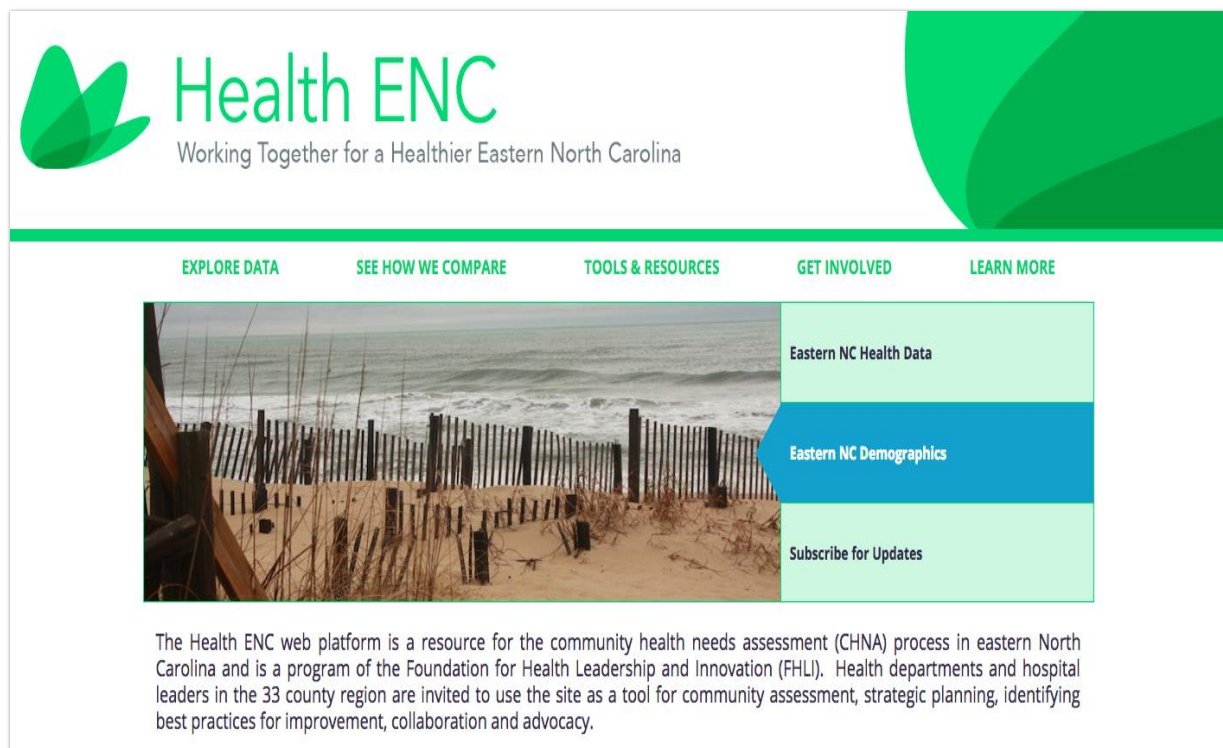 Health ENC
Working Together for a Healthier Eastern North Carolina
EXPLORE DATA SEE HOW WE COMPARE TOOLS & RESOURCES GET INVOLVED LEARN MORE
Eastern NC Health Data
Eastern NC Demographics
Subscribe for Updates
The Health ENC web platform is a resource for the community health needs assessment (CHNA) process in eastern North
Carolina and is a program of the Foundation for Health Leadership and Innovation (FHLI).  Health departments and hospital
leaders in the 33 county region are invited to use the site as a tool for community assessment, strategic planning, identifying
best practices for improvement, collaboration and advocacy.